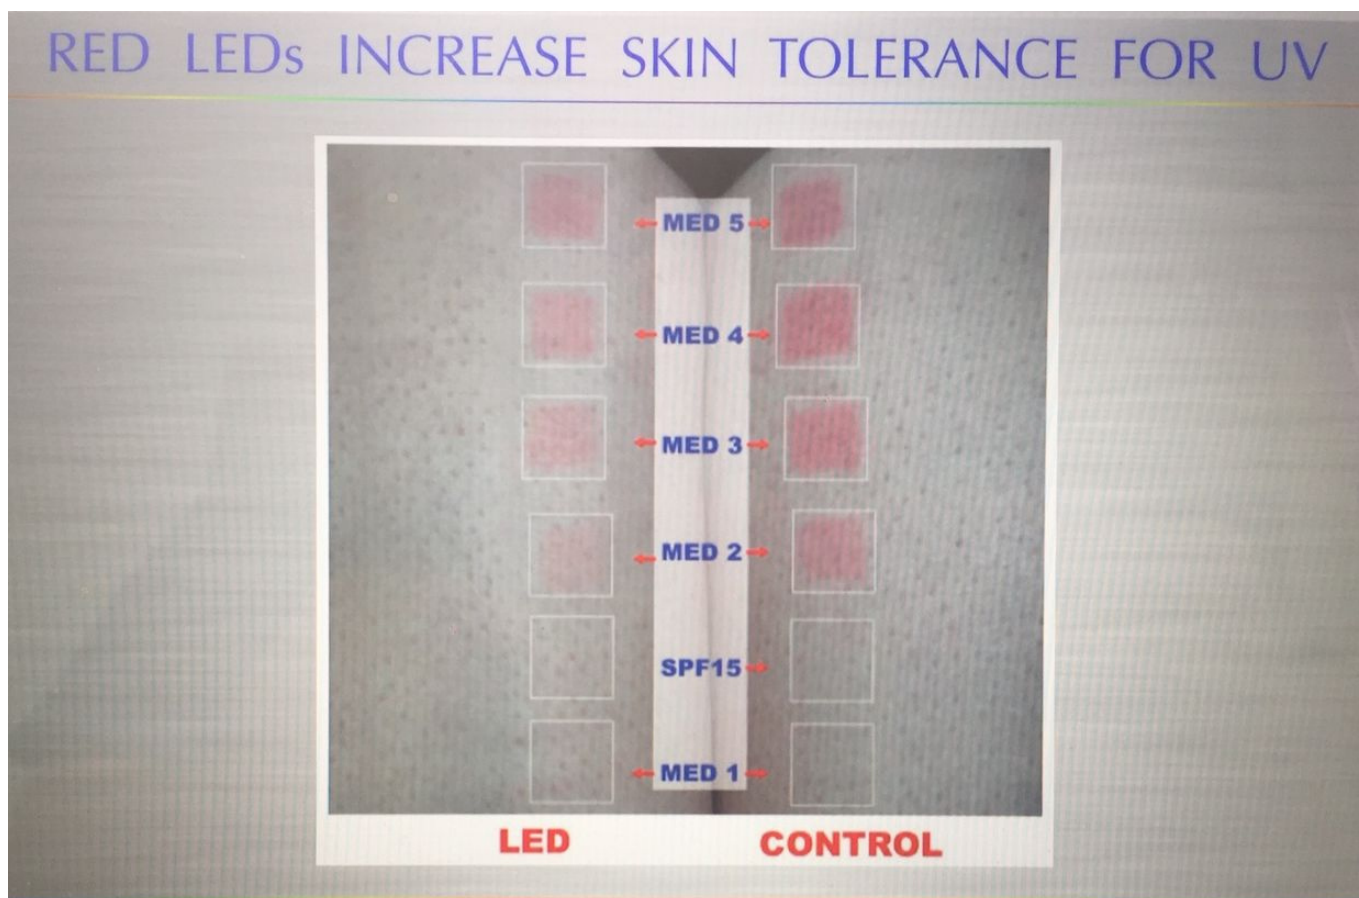 RED LEDs INCREASE SKIN TOLERANCE FOR UV
MED 5
MED 4
MED 3
MED 2
SPF15
MED 1
LED
CONTROL